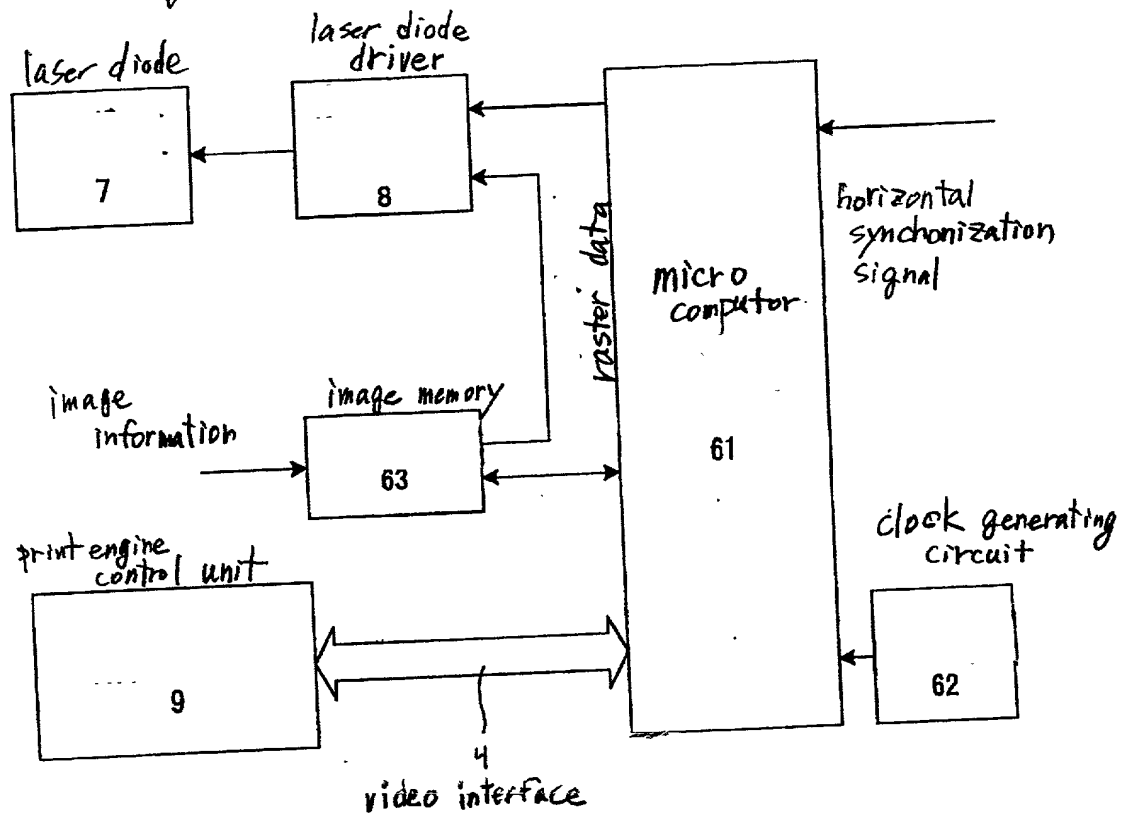 laser diode
7
laser diode
driver
8
raster data
micro
computor
61
horizontal
synchonization
signal
image
information
image memory
63
clock generating
circuit
62
print engine
control unit
9
4
video interface